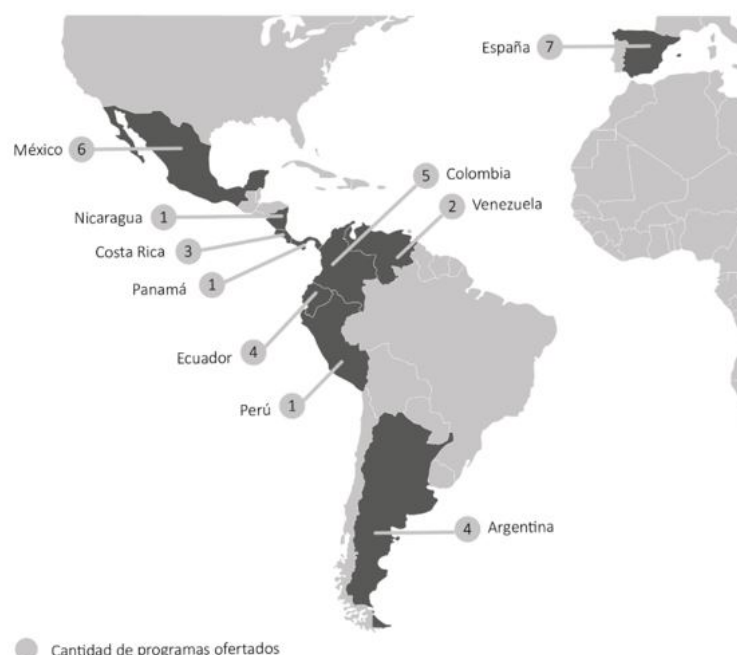 España 7
México 6
5 Colombia
Nicaragua 1
2 Venezuela
Costa Rica 3
Panamá 1
Ecuador 4
Perú 1
4 Argentina
Cantidad de programas ofertados